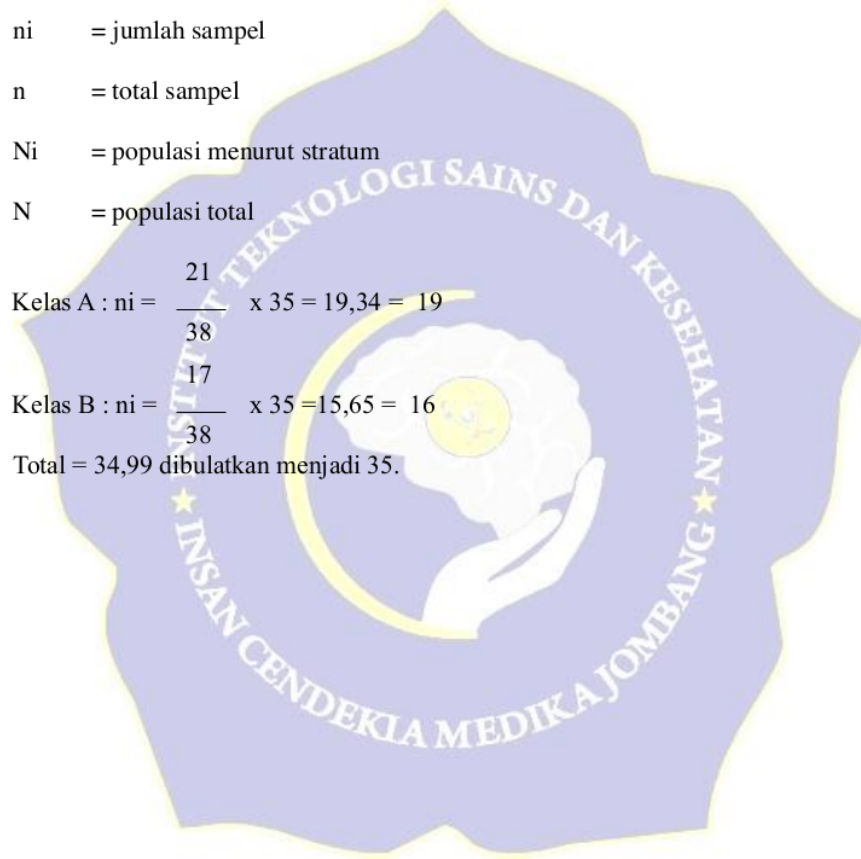 ni = jumlah sampel
n = total sampel
Ni = populasi menurut stratum
N = populasi total
21
Kelas A : ni = ____ x 35 = 19,34 = 19
38
17
Kelas B : ni = ____ x 35 =15,65 = 16
38
Total = 34,99 dibulatkan menjadi 35.
INSTITUT TEKNOLOGI SAINS DAN KESEHATAN
INSAN CENDEKIA MEDIKA JOMBANG